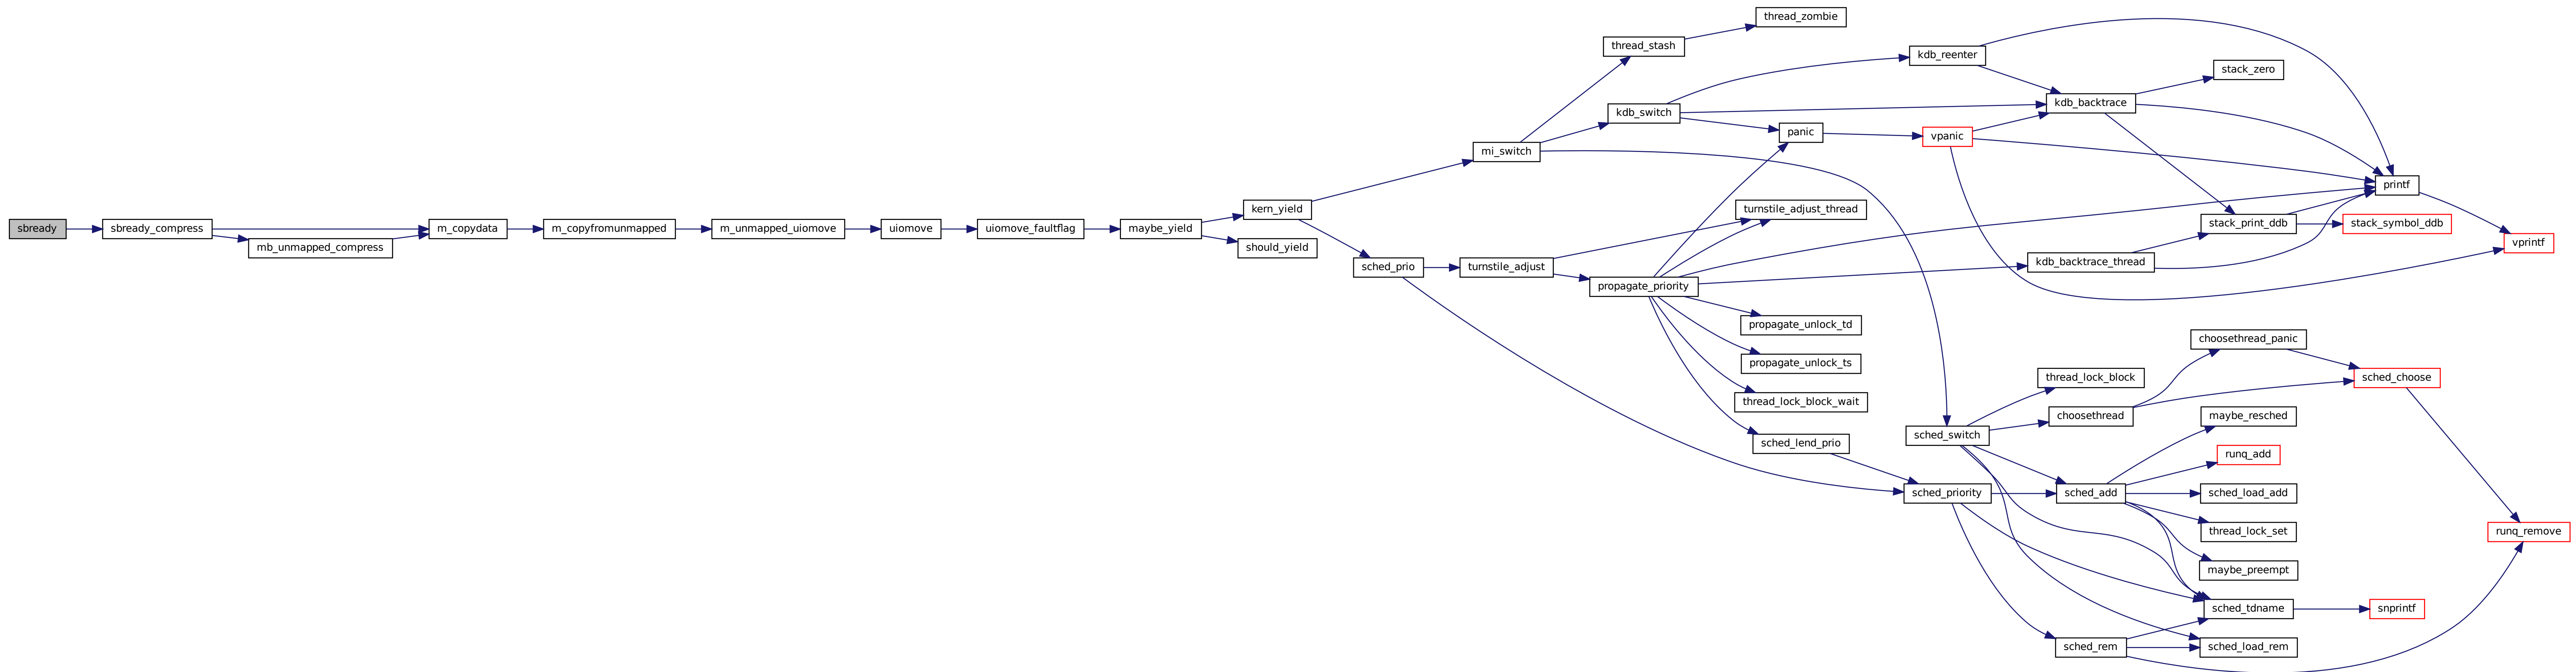 sbready
sbready_compress
mb_unmapped_compress
m_copydata
m_copyfromunmapped
m_unmapped_uiomove
uiomove
uiomove_faultflag
maybe_yield
kern_yield
should_yield
sched_prio
mi_switch
turnstile_adjust
thread_stash
kdb_switch
propagate_priority
thread_zombie
panic
turnstile_adjust_thread
propagate_unlock_td
propagate_unlock_ts
thread_lock_block_wait
sched_lend_prio
kdb_reenter
vpanic
sched_switch
sched_priority
kdb_backtrace
kdb_backtrace_thread
thread_lock_block
choosethread
sched_add
sched_rem
stack_zero
stack_print_ddb
choosethread_panic
maybe_resched
runq_add
sched_load_add
thread_lock_set
maybe_preempt
sched_tdname
sched_load_rem
printf
stack_symbol_ddb
sched_choose
snprintf
vprintf
runq_remove